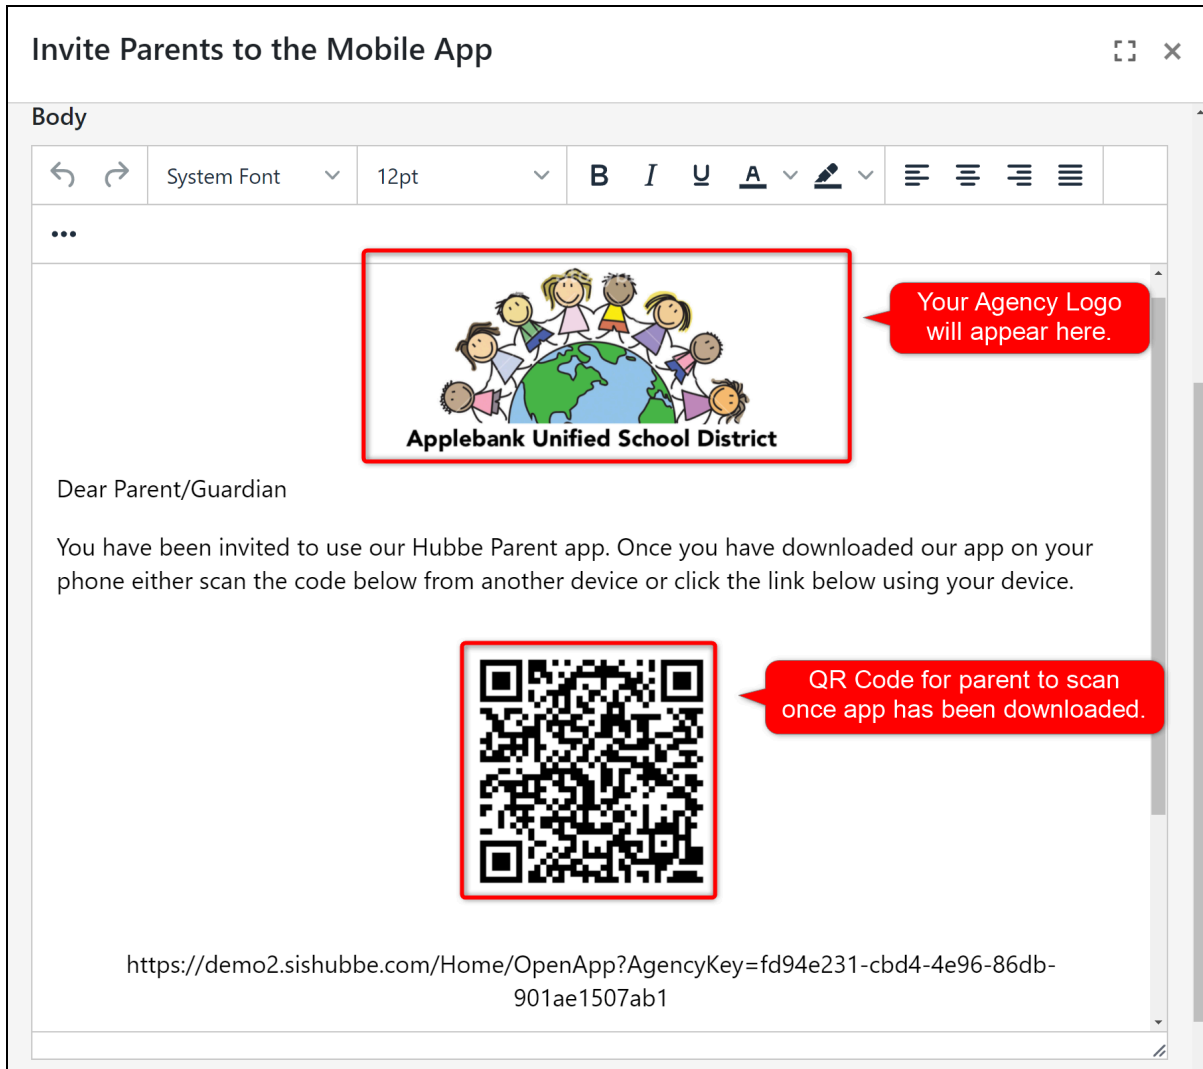 Invite Parents to the Mobile App
Body
System Font
12pt
B I U A
Your Agency Logo
will appear here.
Applebank Unified School District
Dear Parent/Guardian
You have been invited to use our Hubbe Parent app. Once you have downloaded our app on your
phone either scan the code below from another device or click the link below using your device.
QR Code for parent to scan
once app has been downloaded.
https://demo2.sishubbe.com/Home/OpenApp?AgencyKey=fd94e231-cbd4-4e96-86db-
901ae1507ab1